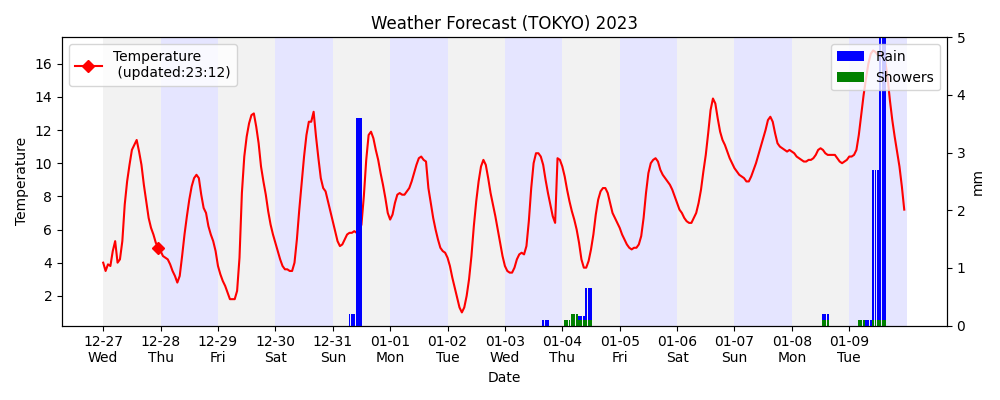 Weather Forecast (TOKYO) 2023
Temperature
(updated:23:12)
Rain
Showers
Temperature
16
14
12
10
8
6
4
2
5
4
3
2
1
0
mm
12-27 12-28 12-29 12-30 12-31 01-01 01-02 01-03 01-04 01-05 01-06 01-07 01-08 01-09
Wed Thu Fri Sat Sun Mon Tue Wed Thu Fri Sat Sun Mon Tue
Date